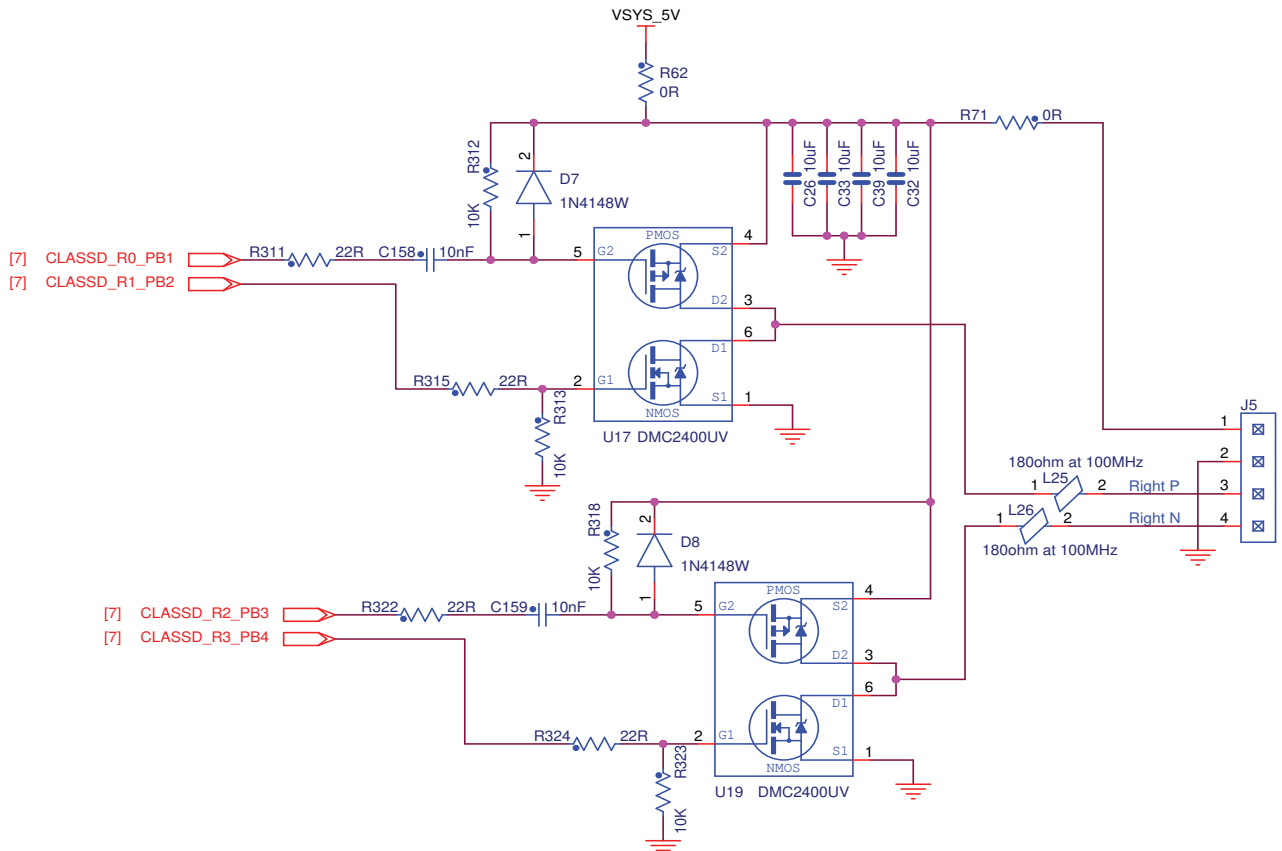 VSYS_5V
R62
0R
R71 0R
R312
10K
2
D7
1N4148W
1
C26 10uF
C33 10uF
C39 10uF
C32 10uF
[7] CLASSD_R0_PB1
R311 22R C158 10nF
[7] CLASSD_R1_PB2
5 G2 PMOS S2 4
D2 3
D1 6
R315 22R 2 G1 NMOS S1 1
R313
10K
U17 DMC2400UV
J5
1
2
3
4
180ohm at 100MHz
1 L25 2 Right P
1 L26 2 Right N
180ohm at 100MHz
R318
10K
2
D8
1N4148W
1
[7] CLASSD_R2_PB3
R322 22R C159 10nF
[7] CLASSD_R3_PB4
5 G2 PMOS S2 4
D2 3
D1 6
R324 22R 2 G1 NMOS S1 1
R323
10K
U19 DMC2400UV